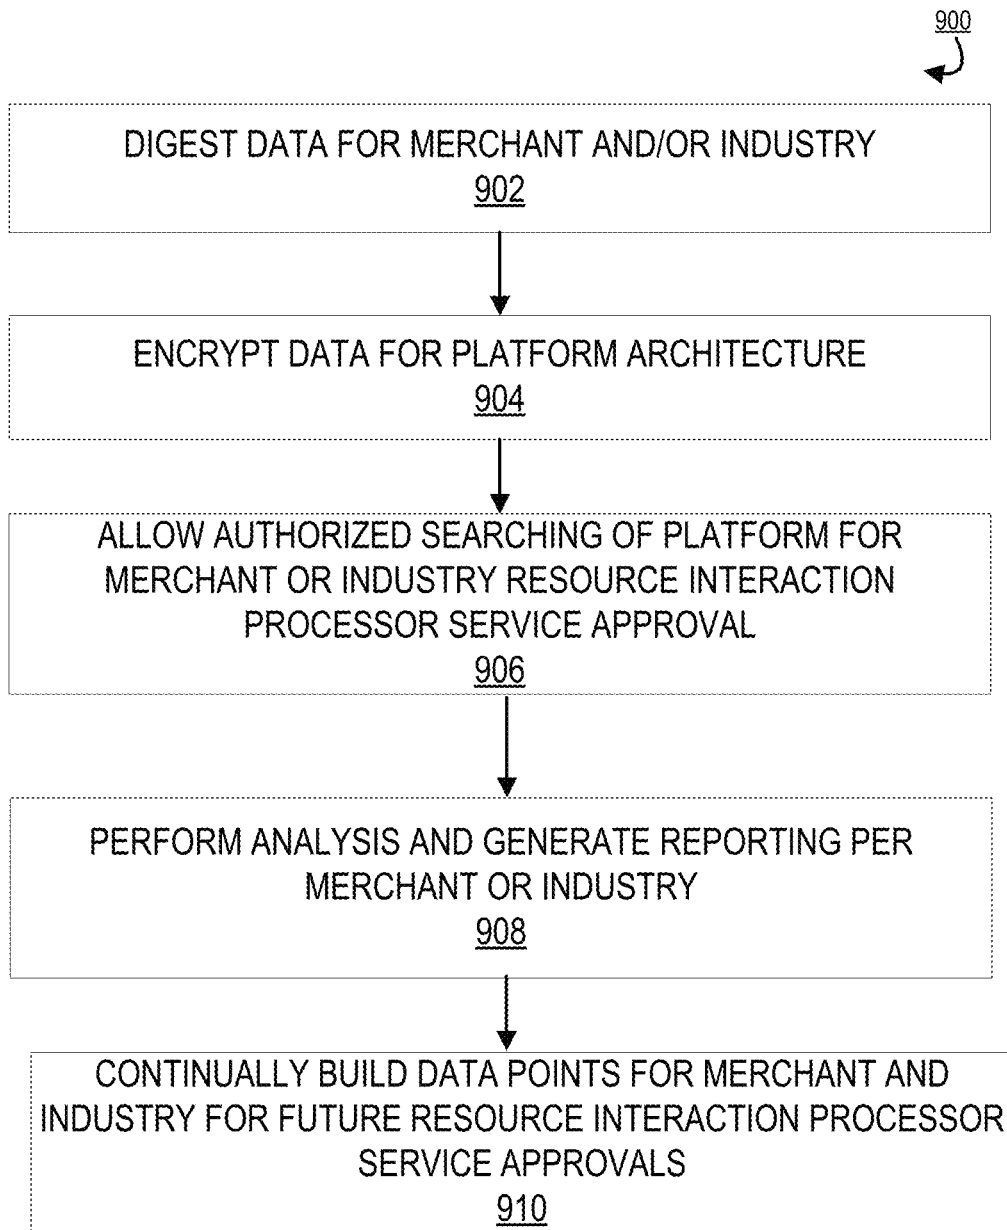 900
DIGEST DATA FOR MERCHANT AND/OR INDUSTRY
902
ENCRYPT DATA FOR PLATFORM ARCHITECTURE
904
ALLOW AUTHORIZED SEARCHING OF PLATFORM FOR
MERCHANT OR INDUSTRY RESOURCE INTERACTION
PROCESSOR SERVICE APPROVAL
906
PERFORM ANALYSIS AND GENERATE REPORTING PER
MERCHANT OR INDUSTRY
908
CONTINUALLY BUILD DATA POINTS FOR MERCHANT AND
INDUSTRY FOR FUTURE RESOURCE INTERACTION PROCESSOR
SERVICE APPROVALS
910